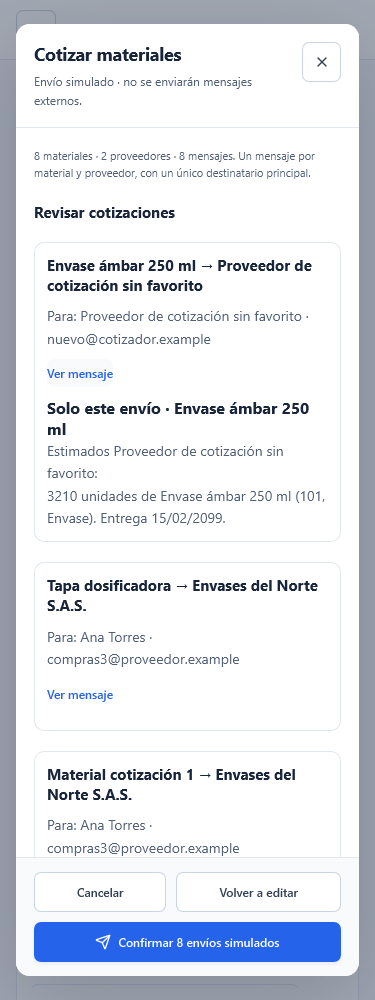 Cotizar materiales
Envío simulado · no se enviarán mensajes
externos.
8 materiales · 2 proveedores · 8 mensajes. Un mensaje por
material y proveedor, con un único destinatario principal.
Revisar cotizaciones
Envase ámbar 250 ml → Proveedor de
cotización sin favorito
Para: Proveedor de cotización sin favorito ·
nuevo@cotizador.example
Ver mensaje
Solo este envío · Envase ámbar 250
ml
Estimados Proveedor de cotización sin
favorito:
3210 unidades de Envase ámbar 250 ml (101,
Envase). Entrega 15/02/2099.
Tapa dosificadora → Envases del Norte
S.A.S.
Para: Ana Torres ·
compras3@proveedor.example
Ver mensaje
Material cotización 1 → Envases del
Norte S.A.S.
Para: Ana Torres ·
compras3@proveedor.example
Cancelar
Volver a editar
Confirmar 8 envíos simulados